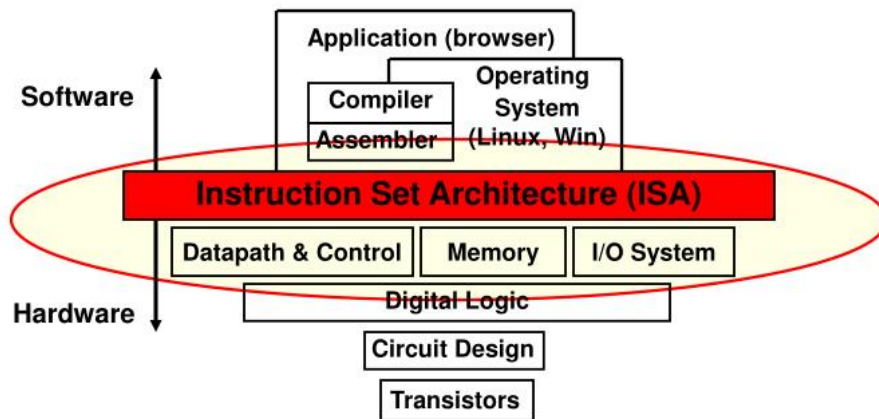 Application (browser)
Operating
System
(Linux, Win)
Software
Compiler
Assembler
Instruction Set Architecture (ISA)
Datapath & Control
Memory
I/O System
Hardware
Digital Logic
Circuit Design
Transistors